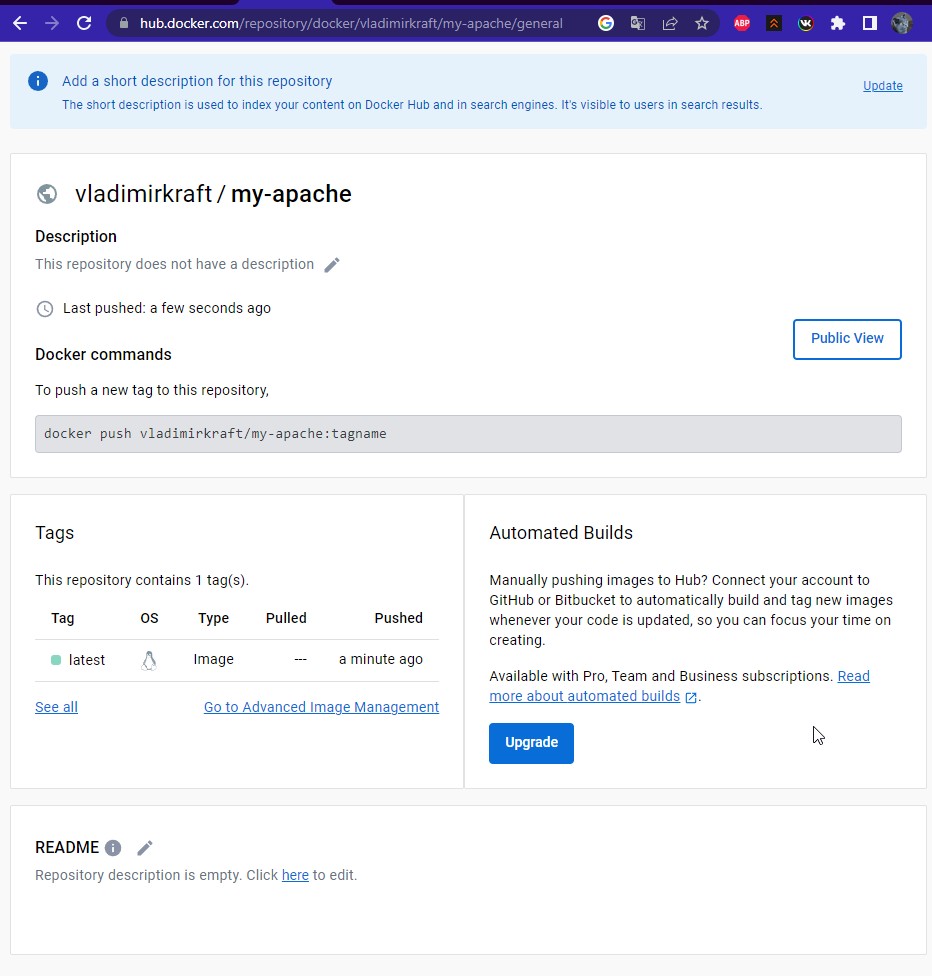 hub.docker.com/repository/docker/vladimirkraft/my-apache/general
ABP
Add a short description for this repository
Update
The short description is used to index your content on Docker Hub and in search engines. It's visible to users in search results.
vladimirkraft / my-apache
Description
This repository does not have a description
Last pushed: a few seconds ago
Public View
Docker commands
To push a new tag to this repository,
docker push vladimirkraft/my-apache:tagname
Tags
This repository contains 1 tag(s).
Tag OS Type Pulled Pushed
latest Image --- a minute ago
See all Go to Advanced Image Management
Automated Builds
Manually pushing images to Hub? Connect your account to
GitHub or Bitbucket to automatically build and tag new images
whenever your code is updated, so you can focus your time on
creating.
Available with Pro, Team and Business subscriptions. Read
more about automated builds .
Upgrade
README
Repository description is empty. Click here to edit.